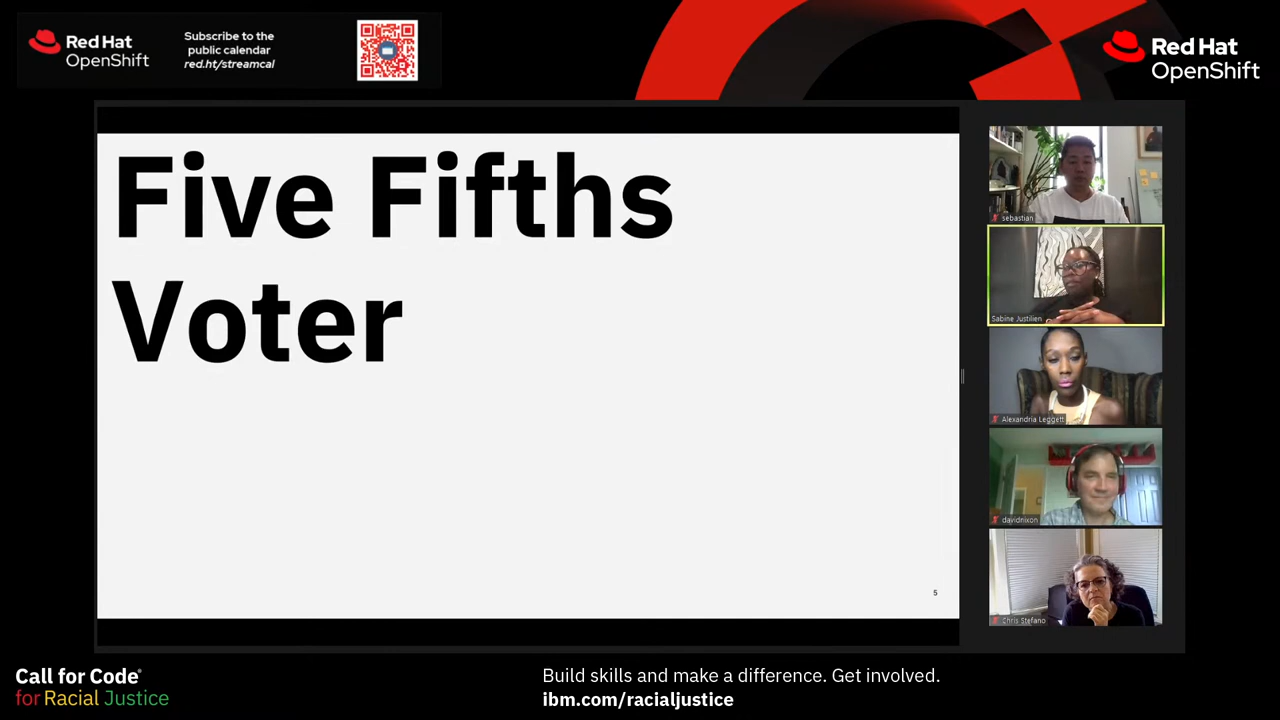 Red Hat
OpenShift
Subscribe to the
public calendar
red.ht/streamcal
Red Hat
OpenShift
Five Fifths
Voter
5
sebastian
Sabine Justilien
Alexandria Leggett
davidnixon
Chris Stefano
Call for Code®
for Racial Justice
Build skills and make a difference. Get involved.
ibm.com/racialjustice